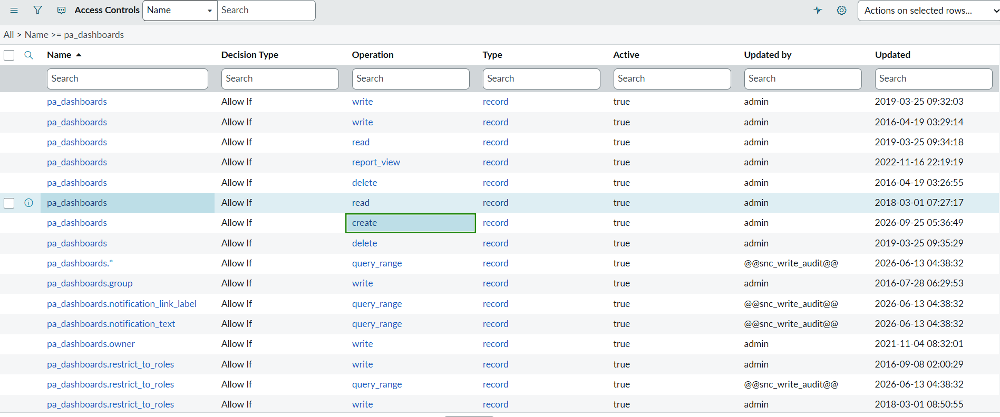 Access Controls Name Search Actions on selected rows...
All > Name >= pa_dashboards
Name Decision Type Operation Type Active Updated by Updated
Search Search Search Search Search Search Search
pa_dashboards Allow If write record true admin 2019-03-25 09:32:03
pa_dashboards Allow If write record true admin 2016-04-19 03:29:14
pa_dashboards Allow If read record true admin 2019-03-25 09:34:18
pa_dashboards Allow If report_view record true admin 2022-11-16 22:19:19
pa_dashboards Allow If delete record true admin 2016-04-19 03:26:55
pa_dashboards Allow If read record true admin 2018-03-01 07:27:17
pa_dashboards Allow If create record true admin 2026-09-25 05:36:49
pa_dashboards Allow If delete record true admin 2019-03-25 09:35:29
pa_dashboards.* Allow If query_range record true @@snc_write_audit@@ 2026-06-13 04:38:32
pa_dashboards.group Allow If write record true admin 2016-07-28 06:29:53
pa_dashboards.notification_link_label Allow If query_range record true @@snc_write_audit@@ 2026-06-13 04:38:32
pa_dashboards.notification_text Allow If query_range record true @@snc_write_audit@@ 2026-06-13 04:38:32
pa_dashboards.owner Allow If write record true admin 2021-11-04 08:32:01
pa_dashboards.restrict_to_roles Allow If write record true admin 2016-09-08 02:00:29
pa_dashboards.restrict_to_roles Allow If query_range record true @@snc_write_audit@@ 2026-06-13 04:38:32
pa_dashboards.restrict_to_roles Allow If write record true admin 2018-03-01 08:50:55